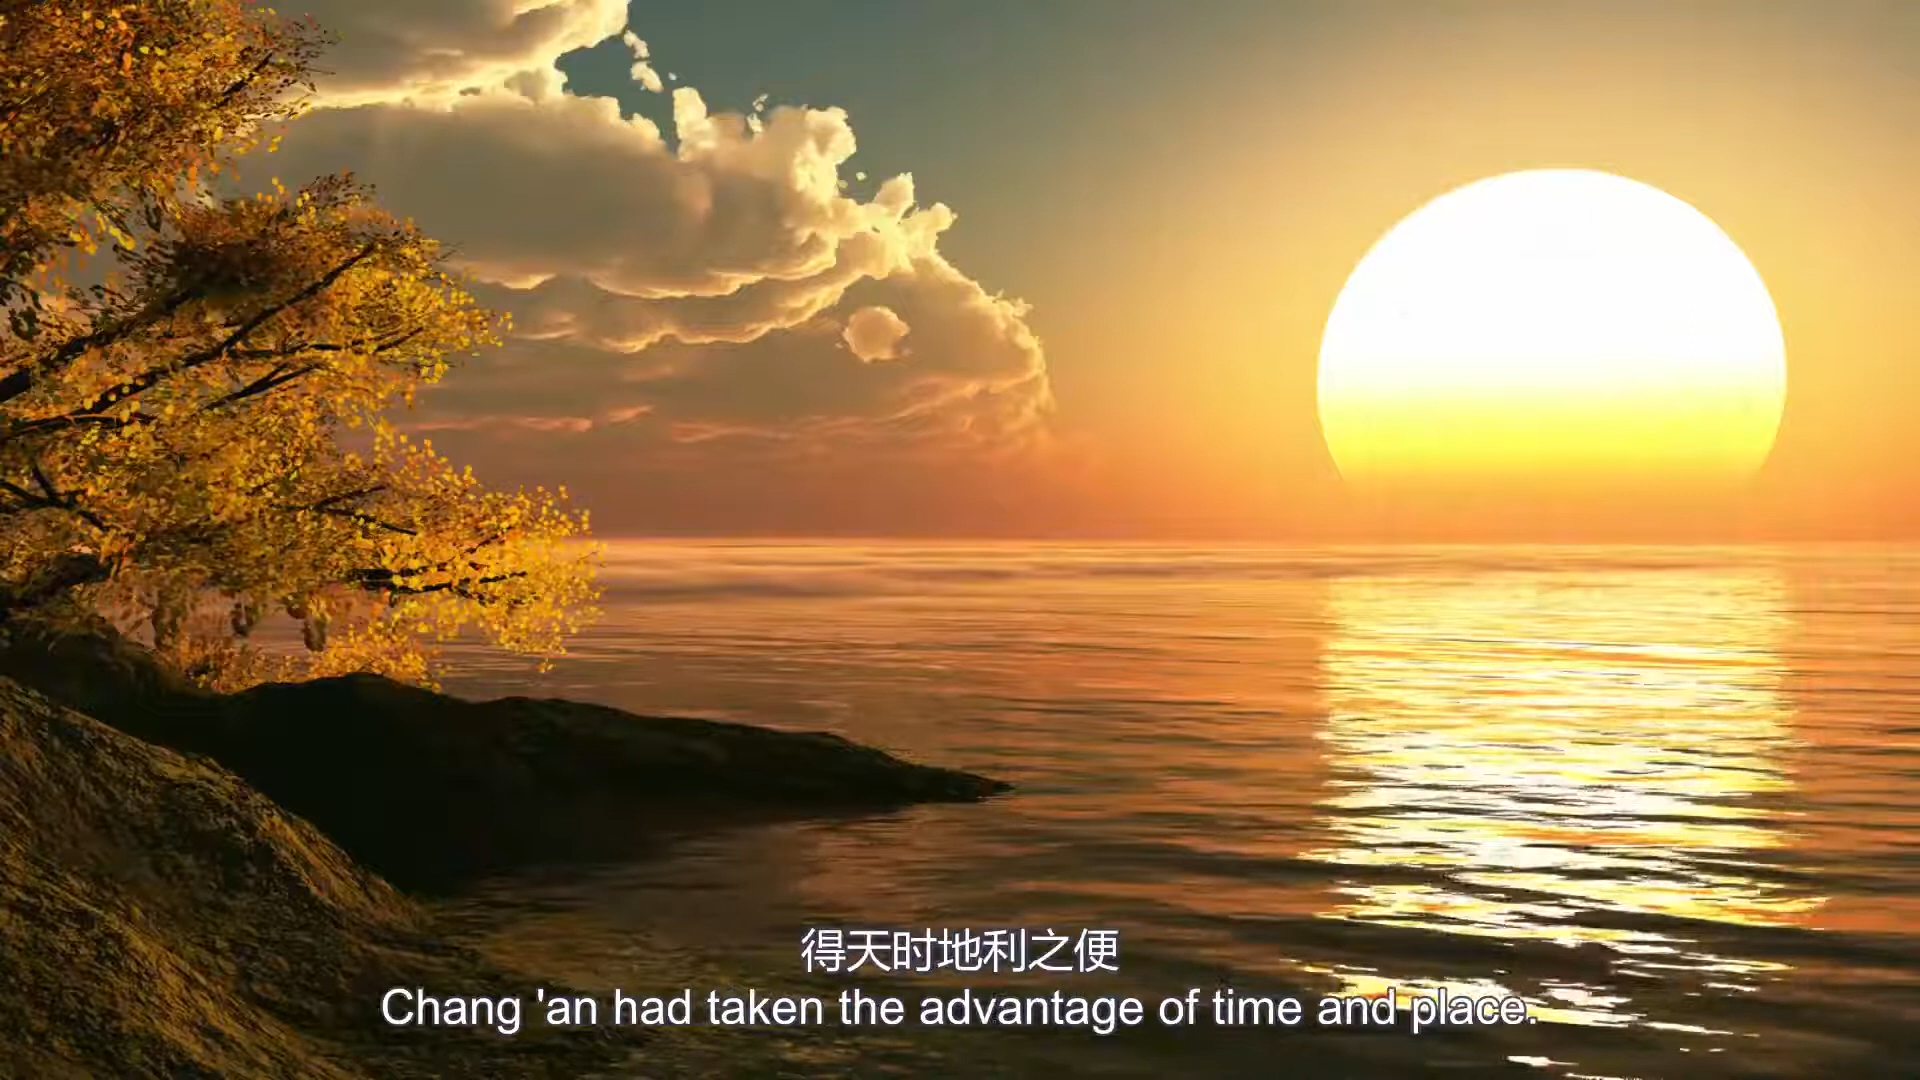 得天时地利之便
Chang 'an had taken the advantage of time and place.